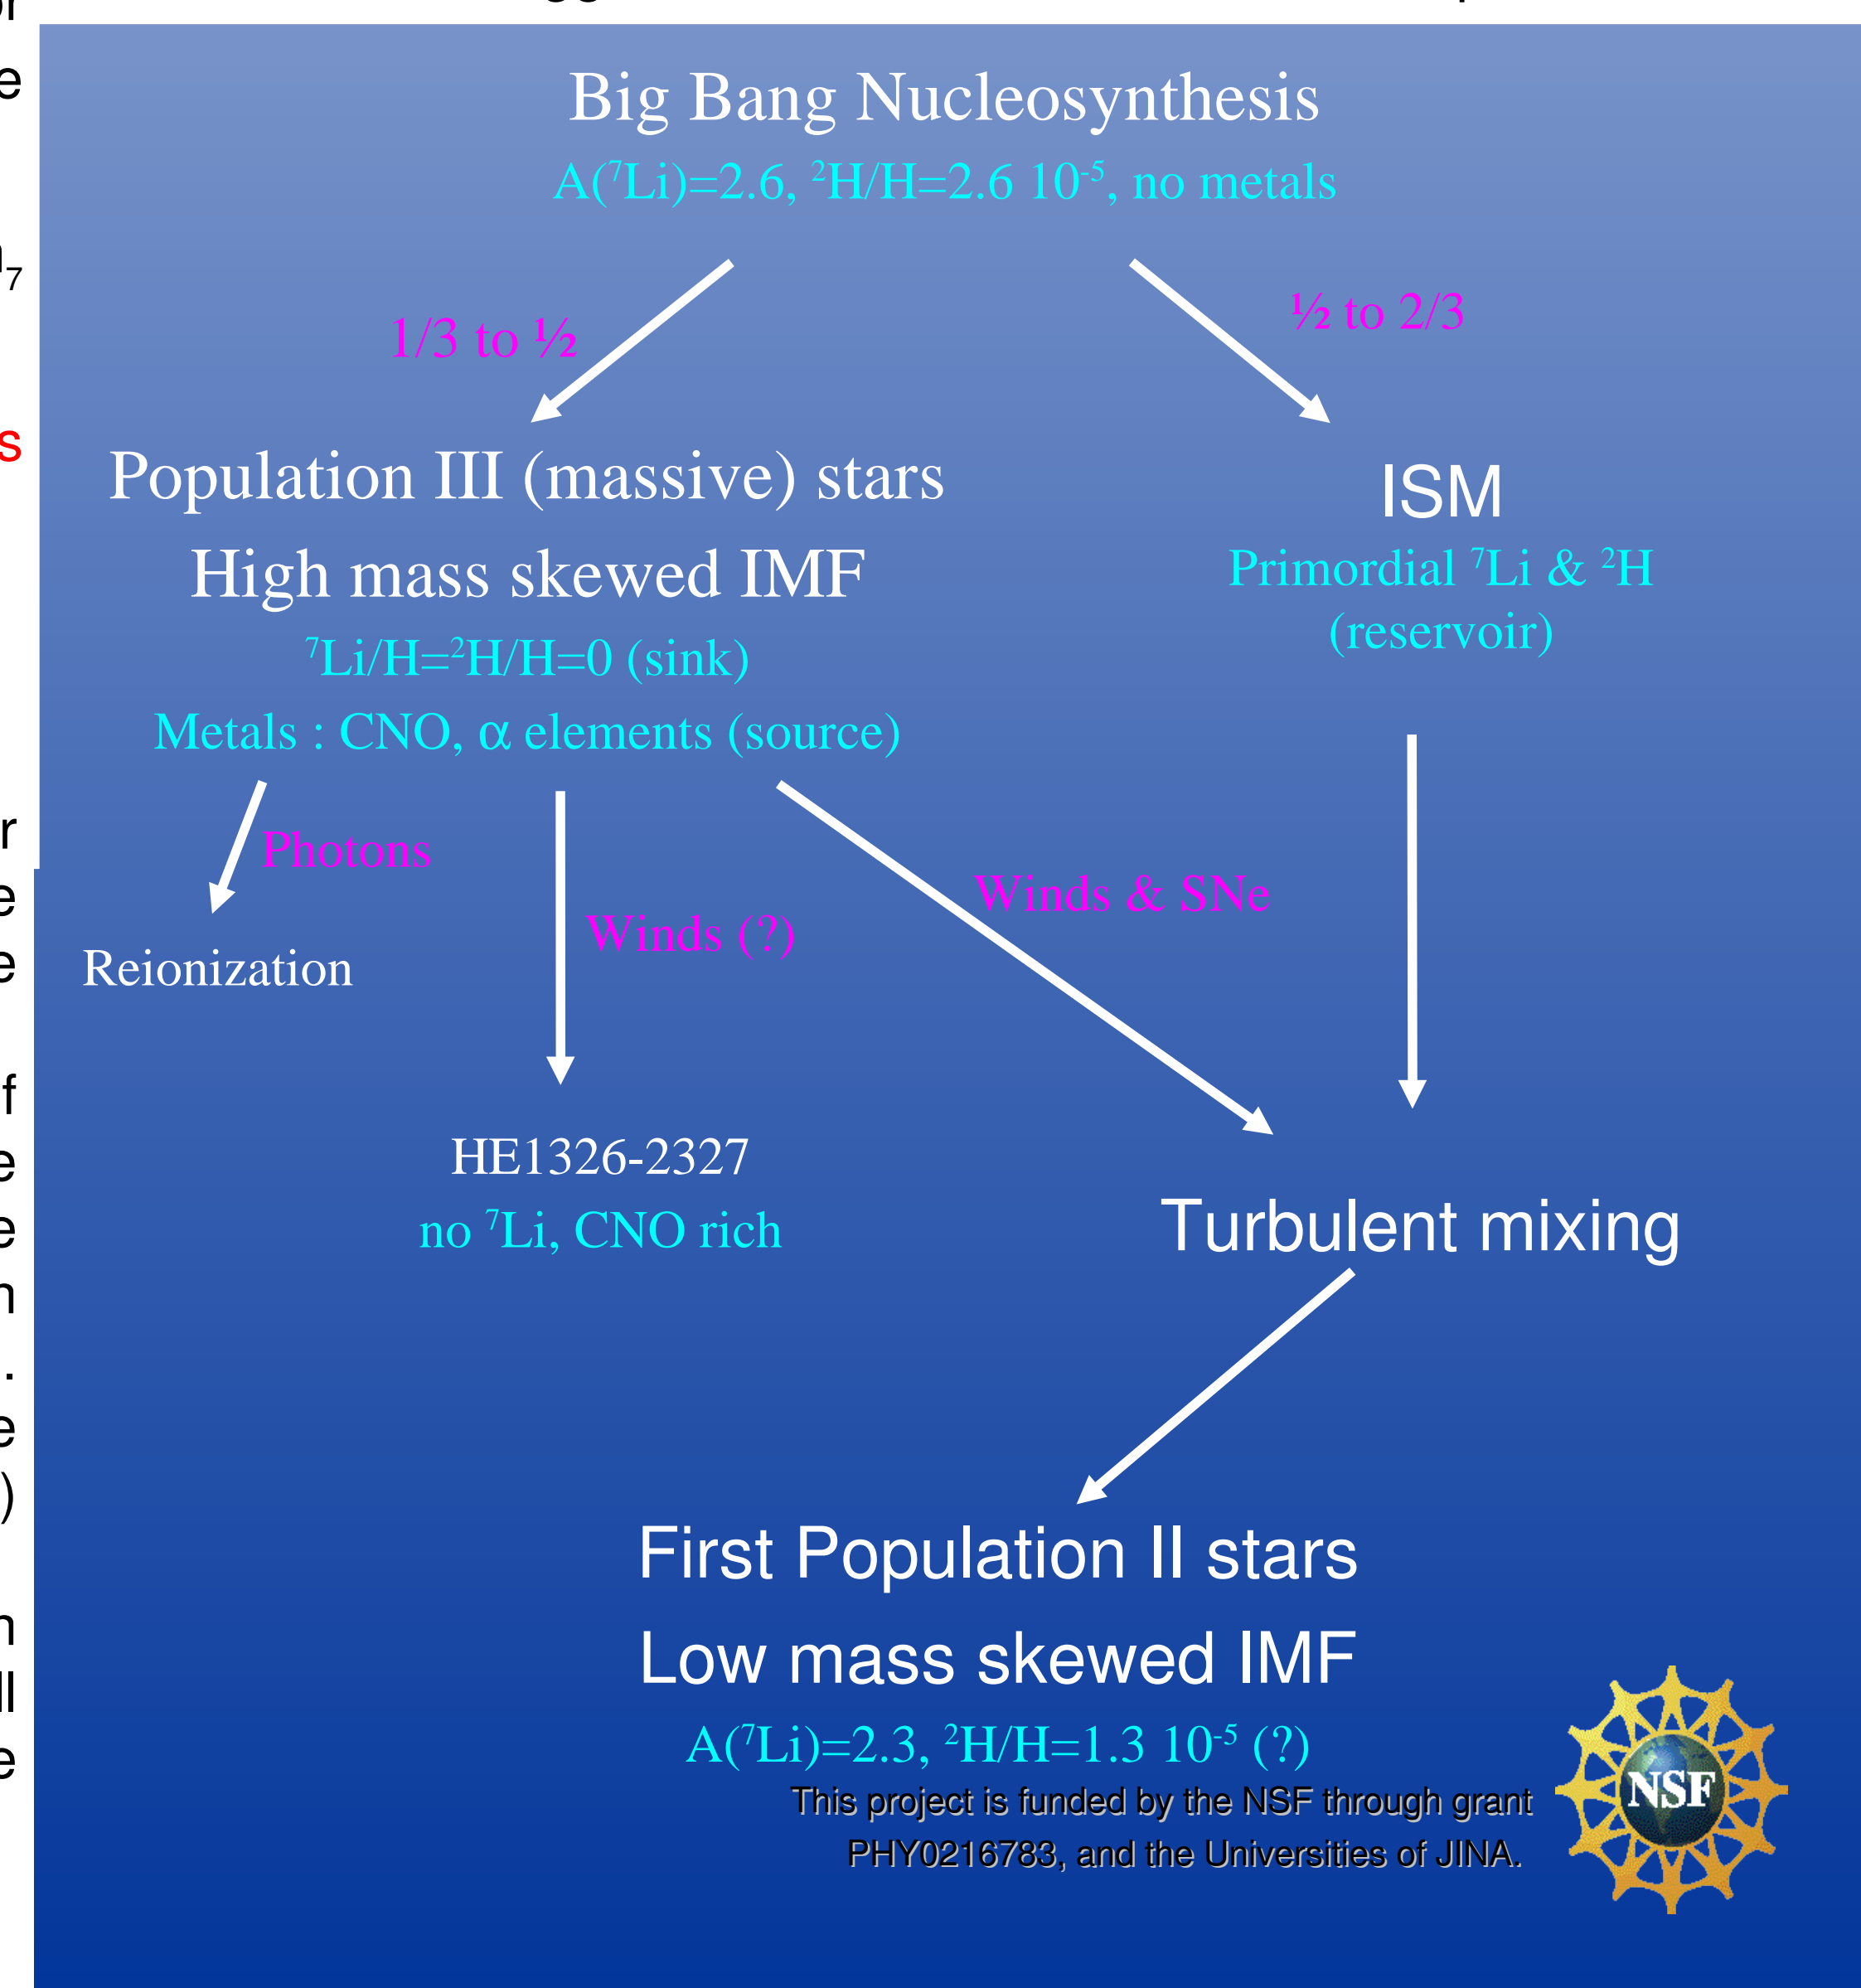 Big Bang Nucleosynthesis
A(⁷Li)=2.6, ²H/H=2.6 10⁻⁵, no metals
1/3 to ½
½ to 2/3
Population III (massive) stars
High mass skewed IMF
⁷Li/H=²H/H=0 (sink)
Metals : CNO, α elements (source)
ISM
Primordial ⁷Li & ²H
(reservoir)
Photons
Winds (?)
Winds & SNe
Reionization
HE1326-2327
no ⁷Li, CNO rich
Turbulent mixing
First Population II stars
Low mass skewed IMF
A(⁷Li)=2.3, ²H/H=1.3 10⁻⁵ (?)
This project is funded by the NSF through grant
PHY0216783, and the Universities of JINA.
NSF